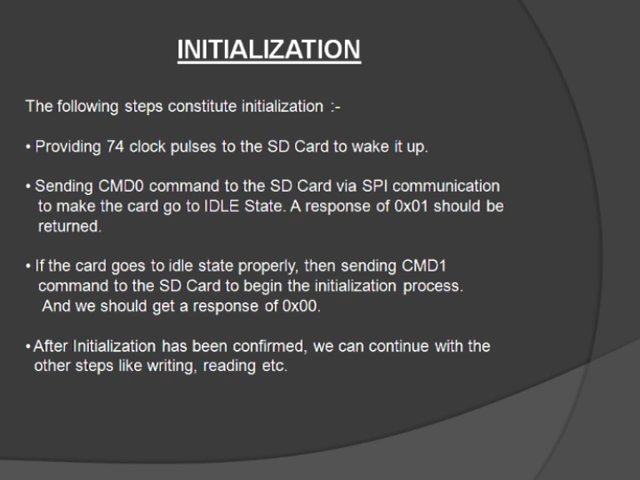 INITIALIZATION
The following steps constitute initialization :-
• Providing 74 clock pulses to the SD Card to wake it up.
• Sending CMD0 command to the SD Card via SPI communication
to make the card go to IDLE State. A response of 0x01 should be
returned.
• If the card goes to idle state properly, then sending CMD1
command to the SD Card to begin the initialization process.
And we should get a response of 0x00.
• After Initialization has been confirmed, we can continue with the
other steps like writing, reading etc.